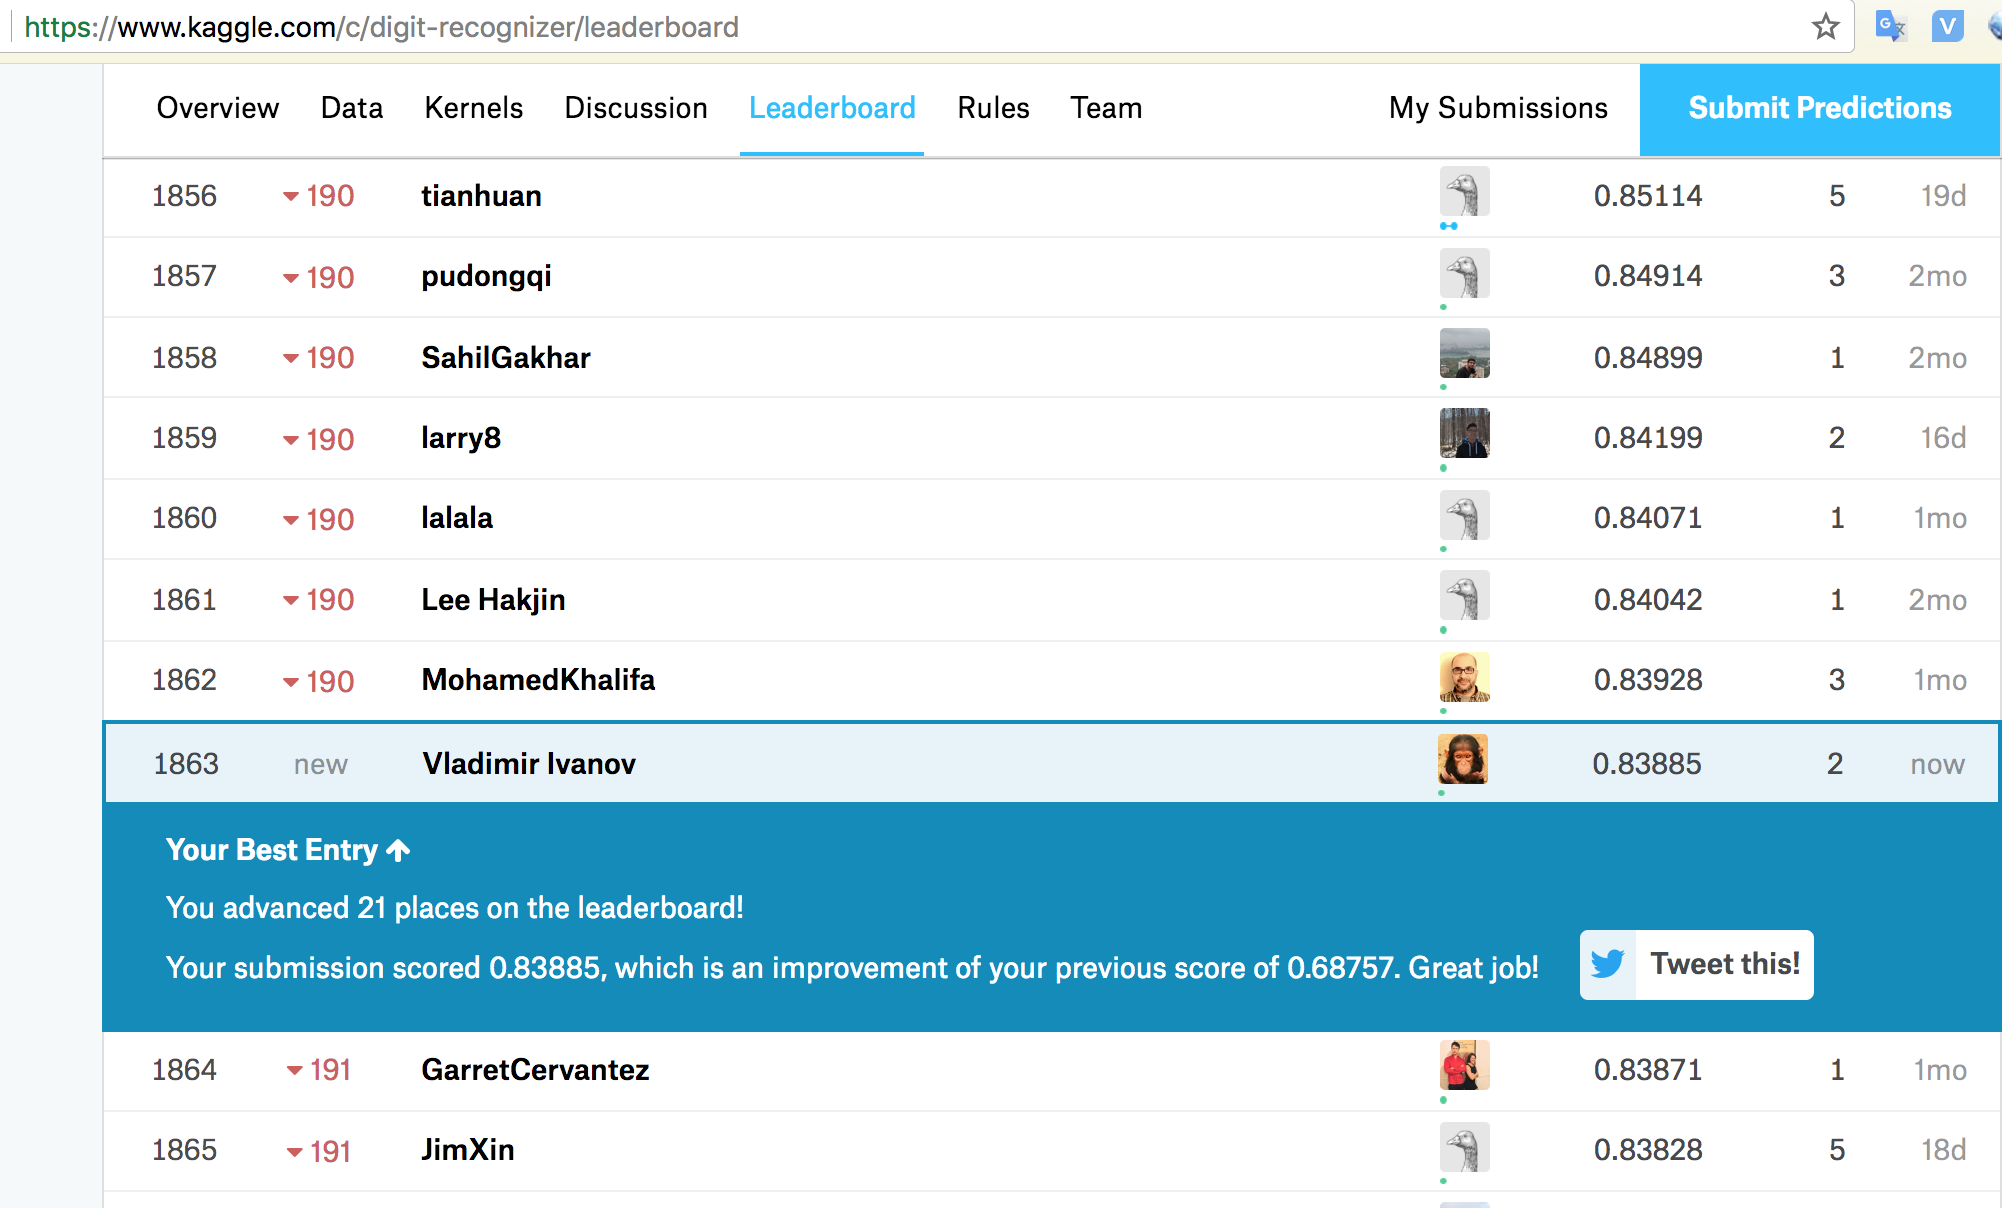 https://www.kaggle.com/c/digit-recognizer/leaderboard
Overview Data Kernels Discussion Leaderboard Rules Team My Submissions Submit Predictions
1856 190 tianhuan 0.85114 5 19d
1857 190 pudongqi 0.84914 3 2mo
1858 190 SahilGakhar 0.84899 1 2mo
1859 190 larry8 0.84199 2 16d
1860 190 lalala 0.84071 1 1mo
1861 190 Lee Hakjin 0.84042 1 2mo
1862 190 MohamedKhalifa 0.83928 3 1mo
1863 new Vladimir Ivanov 0.83885 2 now
Your Best Entry
You advanced 21 places on the leaderboard!
Your submission scored 0.83885, which is an improvement of your previous score of 0.68757. Great job! Tweet this!
1864 191 GarretCervantez 0.83871 1 1mo
1865 191 JimXin 0.83828 5 18d